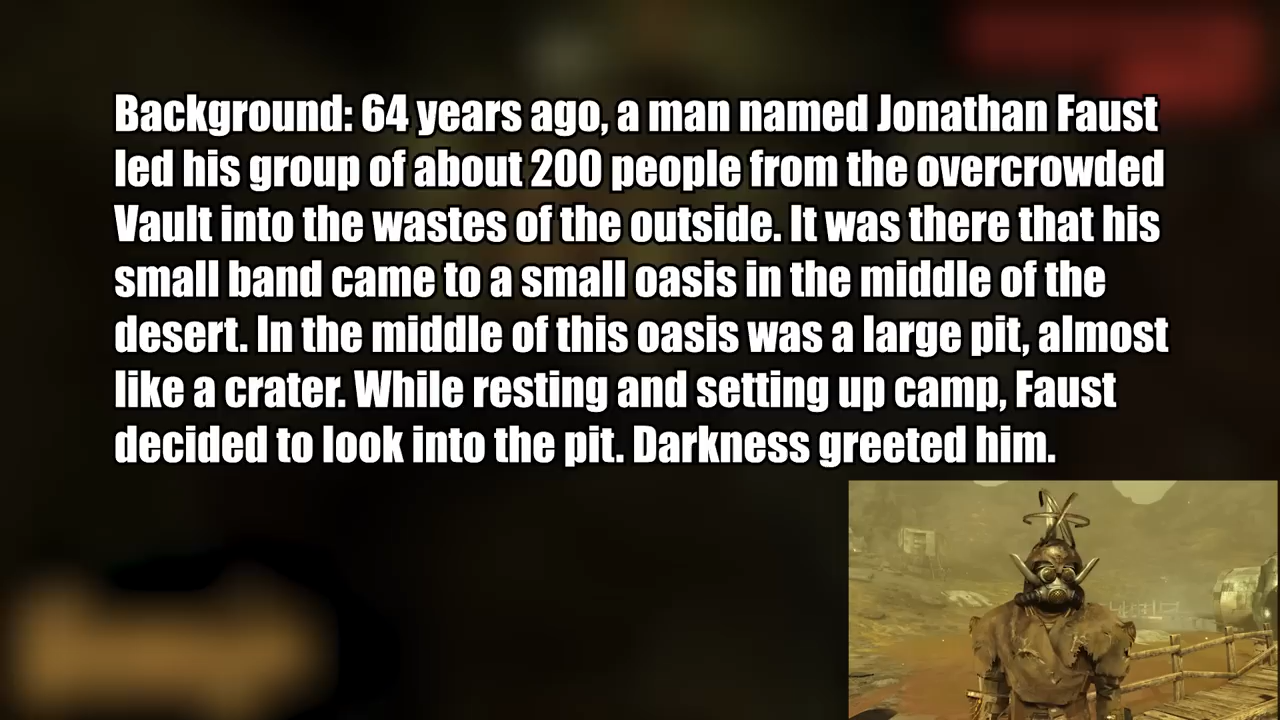 Background: 64 years ago, a man named Jonathan Faust
led his group of about 200 people from the overcrowded
Vault into the wastes of the outside. It was there that his
small band came to a small oasis in the middle of the
desert. In the middle of this oasis was a large pit, almost
like a crater. While resting and setting up camp, Faust
decided to look into the pit. Darkness greeted him.